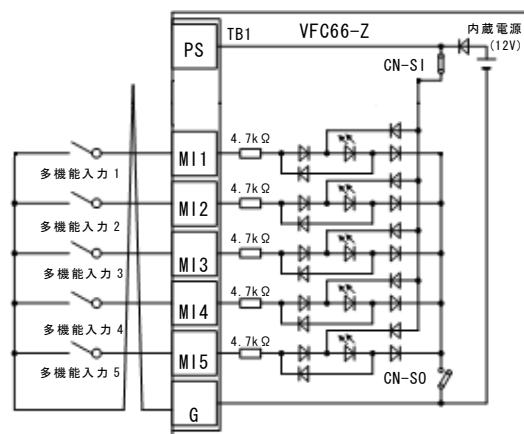 VFC66-Z
内蔵電源
(12V)
TB1
PS
CN-SI
4.7kΩ
MI1
多機能入力 1
4.7kΩ
MI2
多機能入力 2
4.7kΩ
MI3
多機能入力 3
4.7kΩ
MI4
多機能入力 4
4.7kΩ
MI5
多機能入力 5
CN-SO
G